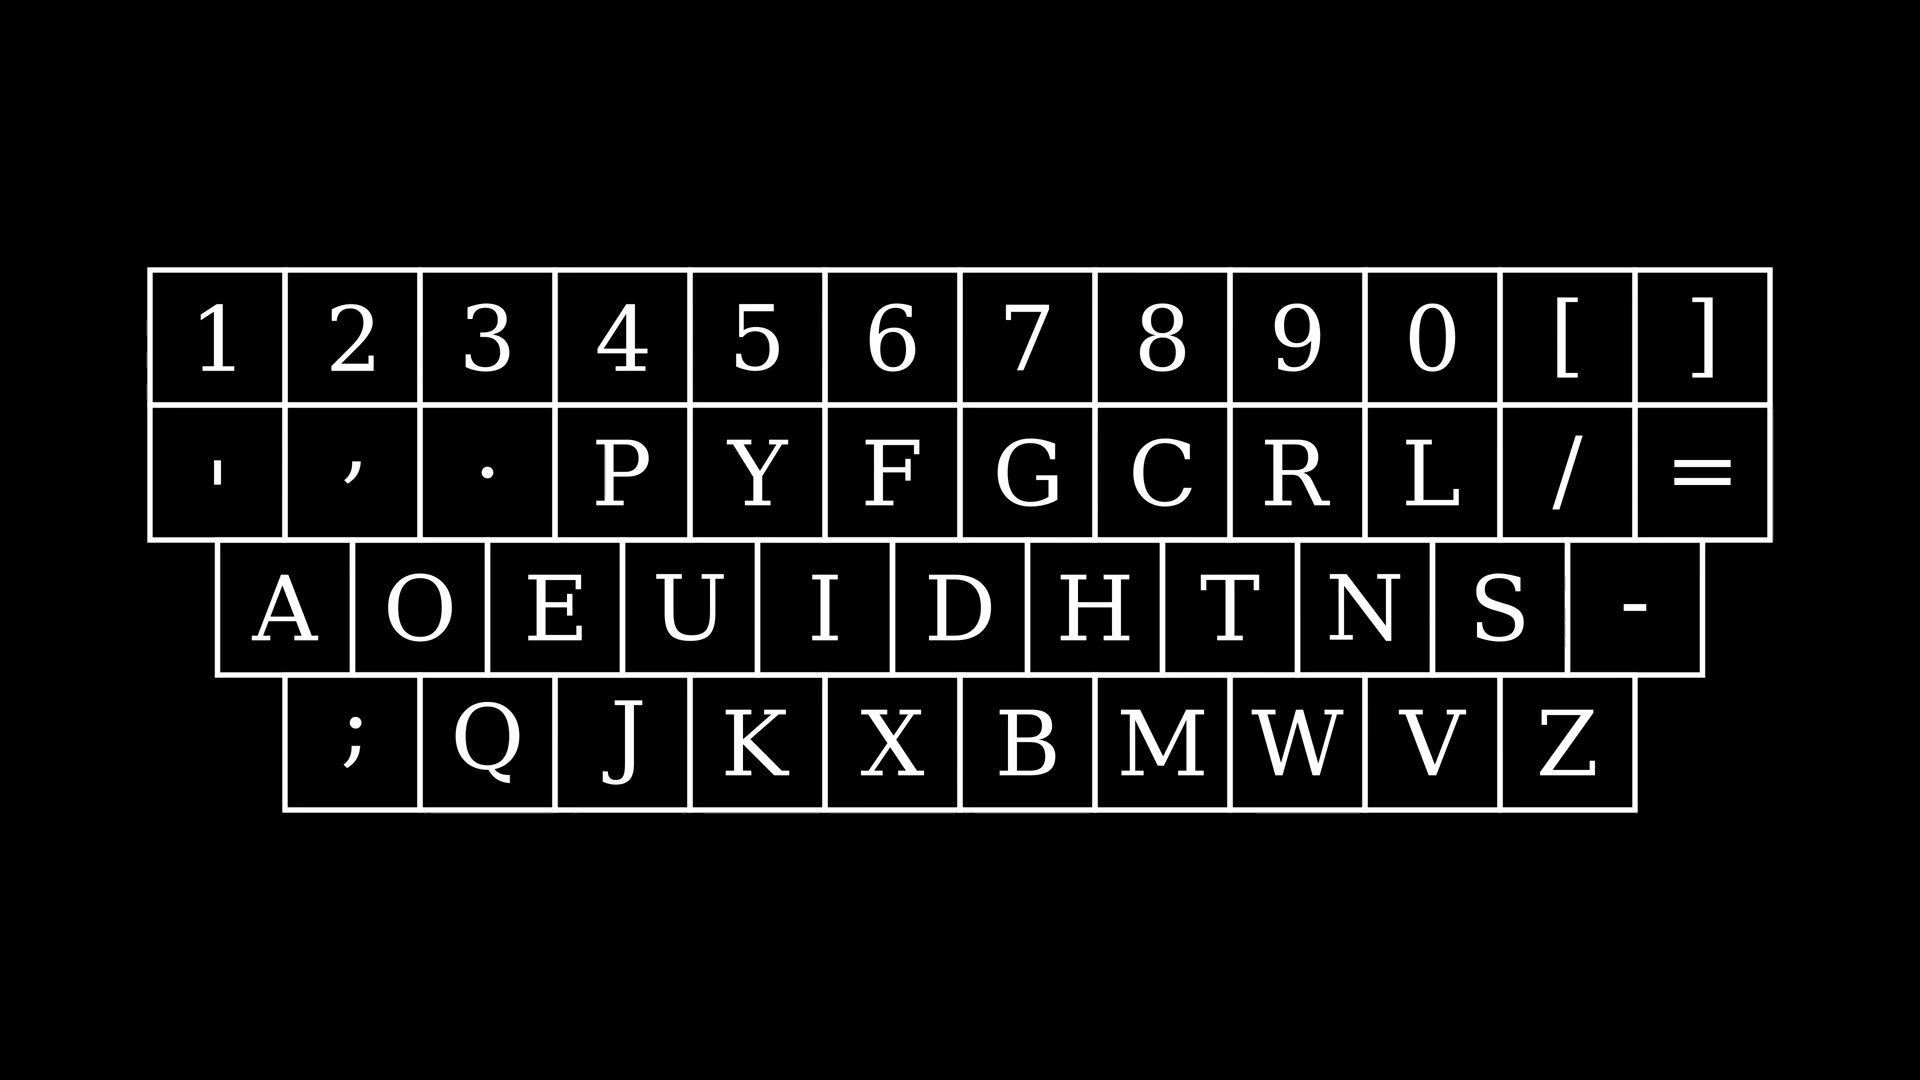 1 2 3 4 5 6 7 8 9 0 [ ]
' , . P Y F G C R L / =
A O E U I D H T N S -
; Q J K X B M W V Z